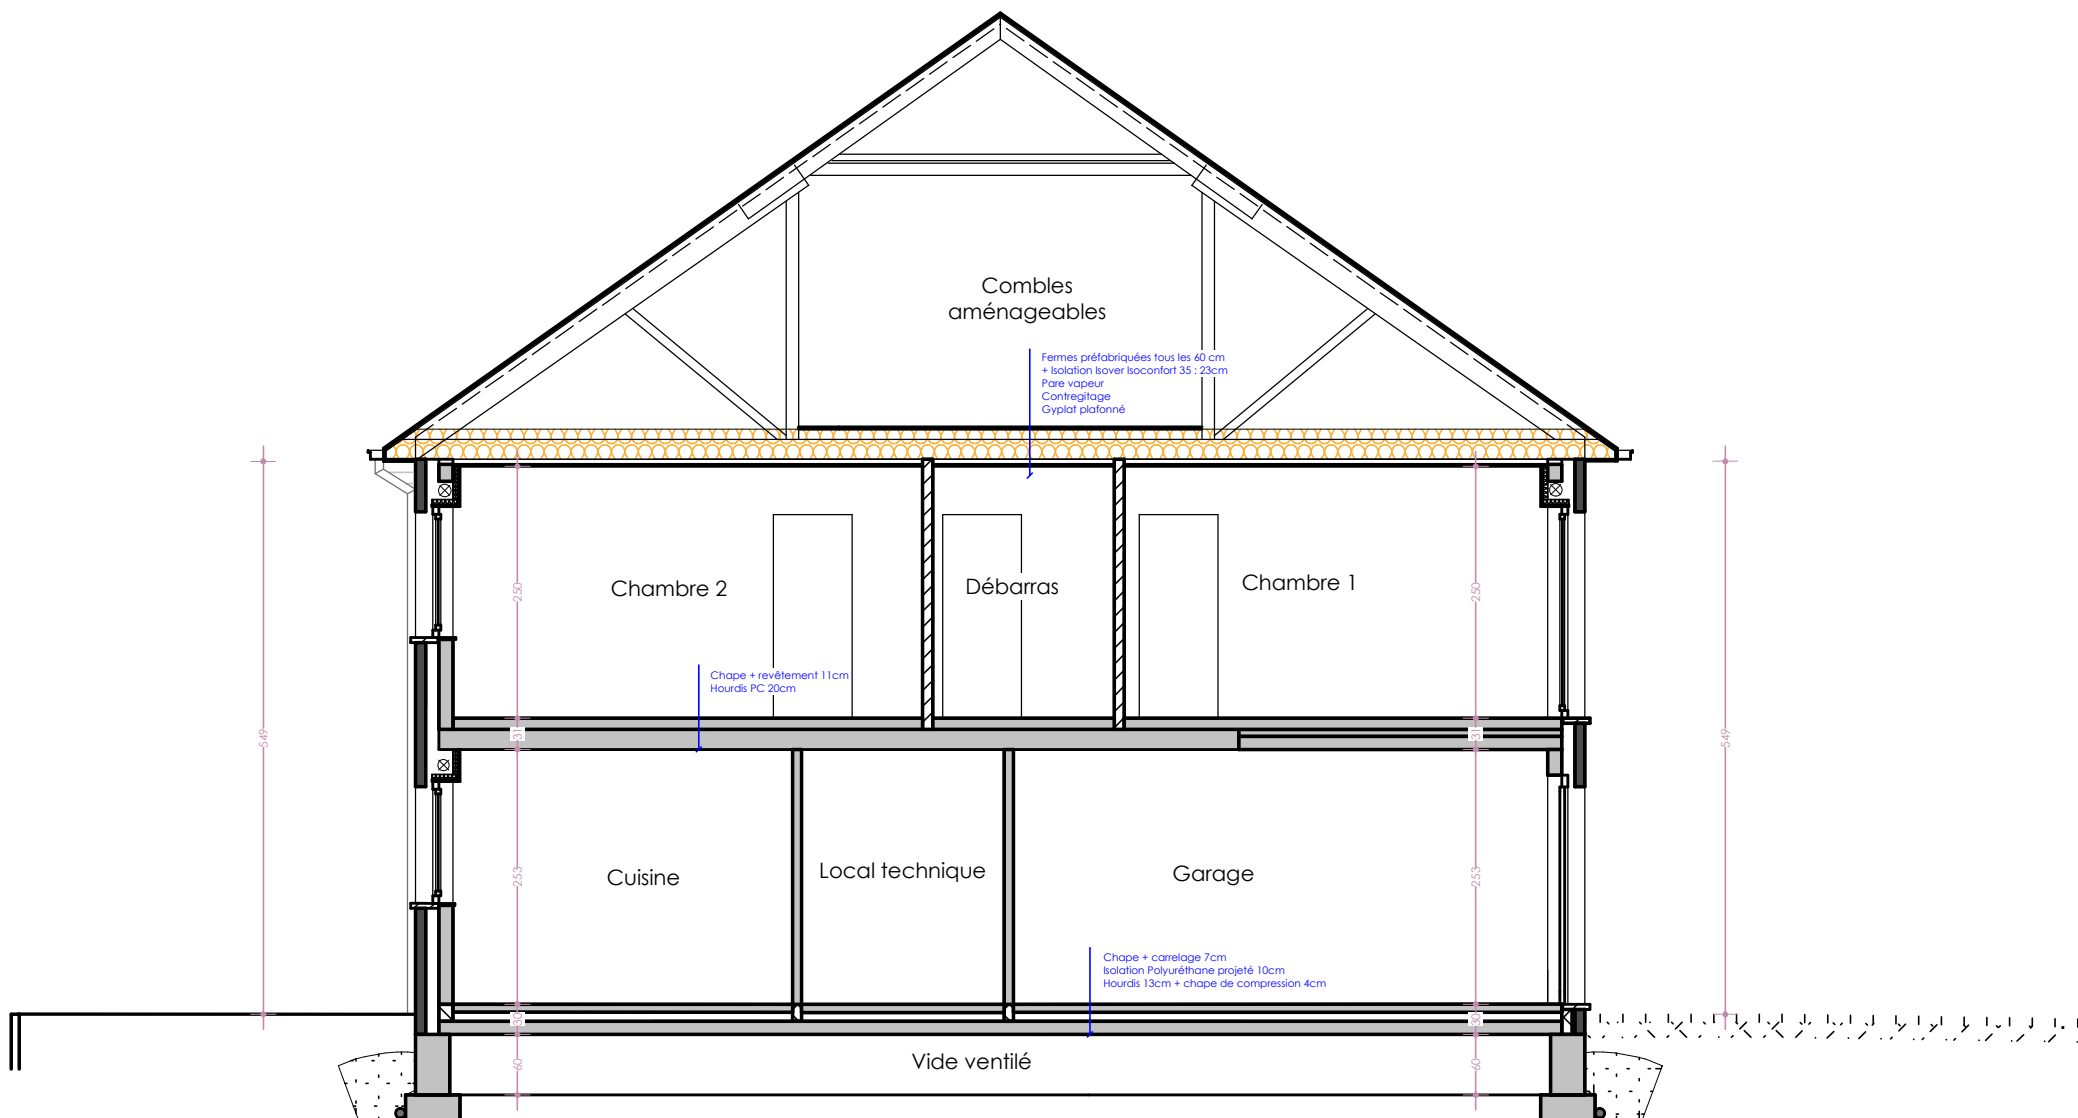 Combles
aménageables
Fermes préfabriquées tous les 60 cm
+ Isolation Isover Isoconfort 35 : 23cm
Pare vapeur
Contregitage
Gyplat plafonné
Chambre 2
Débarras
Chambre 1
250
250
Chape + revêtement 11cm
Hourdis PC 20cm
549
31
31
549
Cuisine
Local technique
Garage
253
253
Chape + carrelage 7cm
Isolation Polyuréthane projeté 10cm
Hourdis 13cm + chape de compression 4cm
30
30
60
Vide ventilé
60